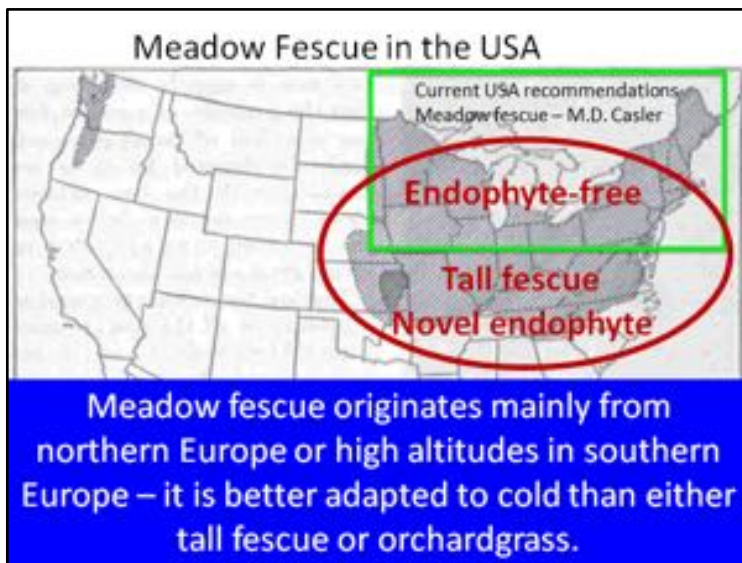 Meadow Fescue in the USA
Current USA recommendations
Meadow fescue – M.D. Casler
Endophyte-free
Tall fescue
Novel endophyte
Meadow fescue originates mainly from
northern Europe or high altitudes in southern
Europe – it is better adapted to cold than either
tall fescue or orchardgrass.